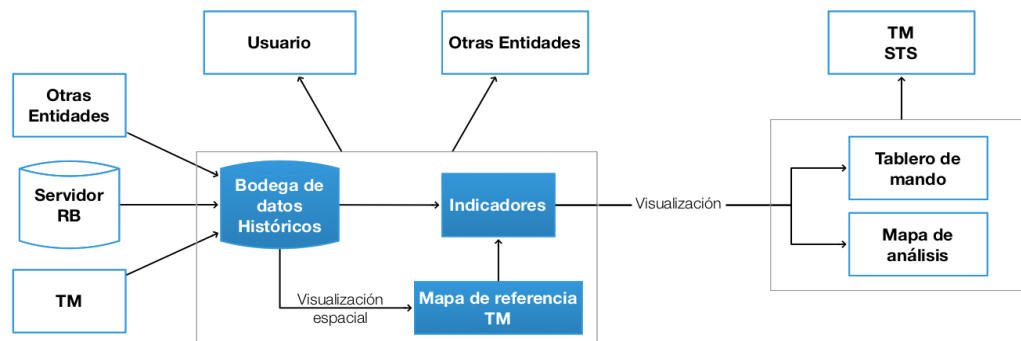 Usuario
Otras Entidades
TM
STS
Otras
Entidades
Servidor
RB
TM
Bodega de
datos
Históricos
Indicadores
Visualización
espacial
Mapa de referencia
TM
Visualización
Tablero de
mando
Mapa de
análisis